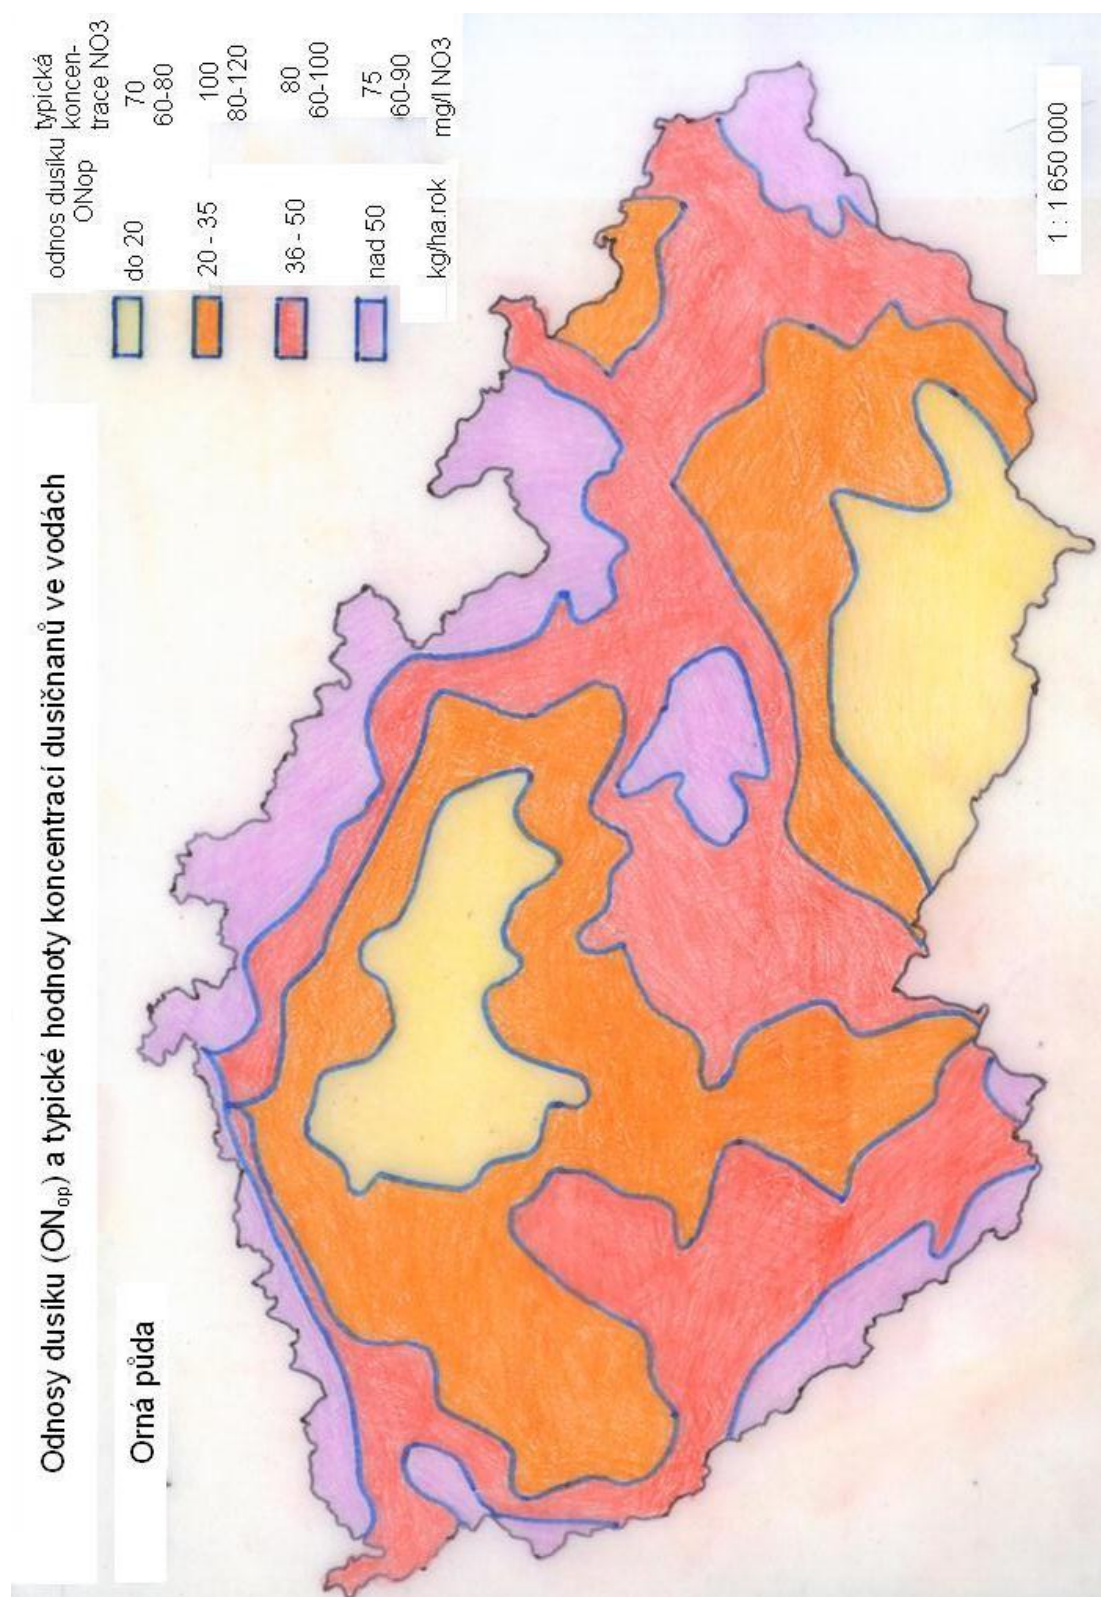 Odnosy dusíku (ONop) a typické hodnoty koncentrací dusičnanů ve vodách
Orná půda
odnos dusíku
ONop
typická
koncen-
trace NO3
do 20
70
60-80
20 - 35
100
80-120
36 - 50
80
60-100
nad 50
75
60-90
kg/ha.rok
mg/l NO3
1 : 1 650 000